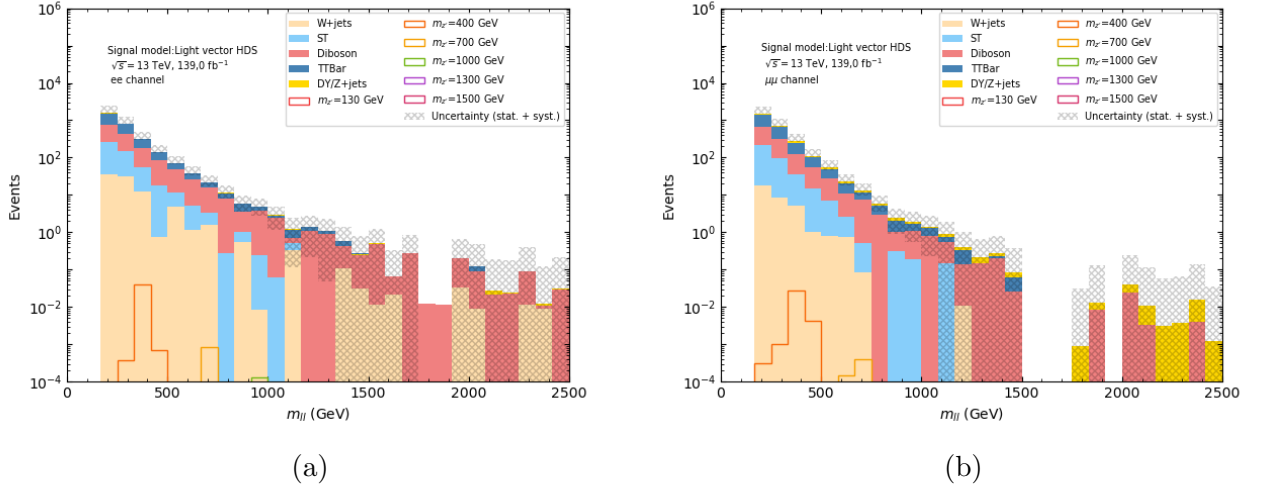 10⁶
10⁴
10²
10⁰
10⁻²
10⁻⁴
Events
Signal model:Light vector HDS
√s = 13 TeV, 139,0 fb⁻¹
ee channel
W+jets
ST
Diboson
TTBar
DY/Z+jets
m_z'=130 GeV
m_z'=400 GeV
m_z'=700 GeV
m_z'=1000 GeV
m_z'=1300 GeV
m_z'=1500 GeV
Uncertainty (stat. + syst.)
0 500 1000 1500 2000 2500
m_ll (GeV)
(a)
10⁶
10⁴
10²
10⁰
10⁻²
10⁻⁴
Events
Signal model:Light vector HDS
√s = 13 TeV, 139,0 fb⁻¹
μμ channel
W+jets
ST
Diboson
TTBar
DY/Z+jets
m_z'=130 GeV
m_z'=400 GeV
m_z'=700 GeV
m_z'=1000 GeV
m_z'=1300 GeV
m_z'=1500 GeV
Uncertainty (stat. + syst.)
0 500 1000 1500 2000 2500
m_ll (GeV)
(b)